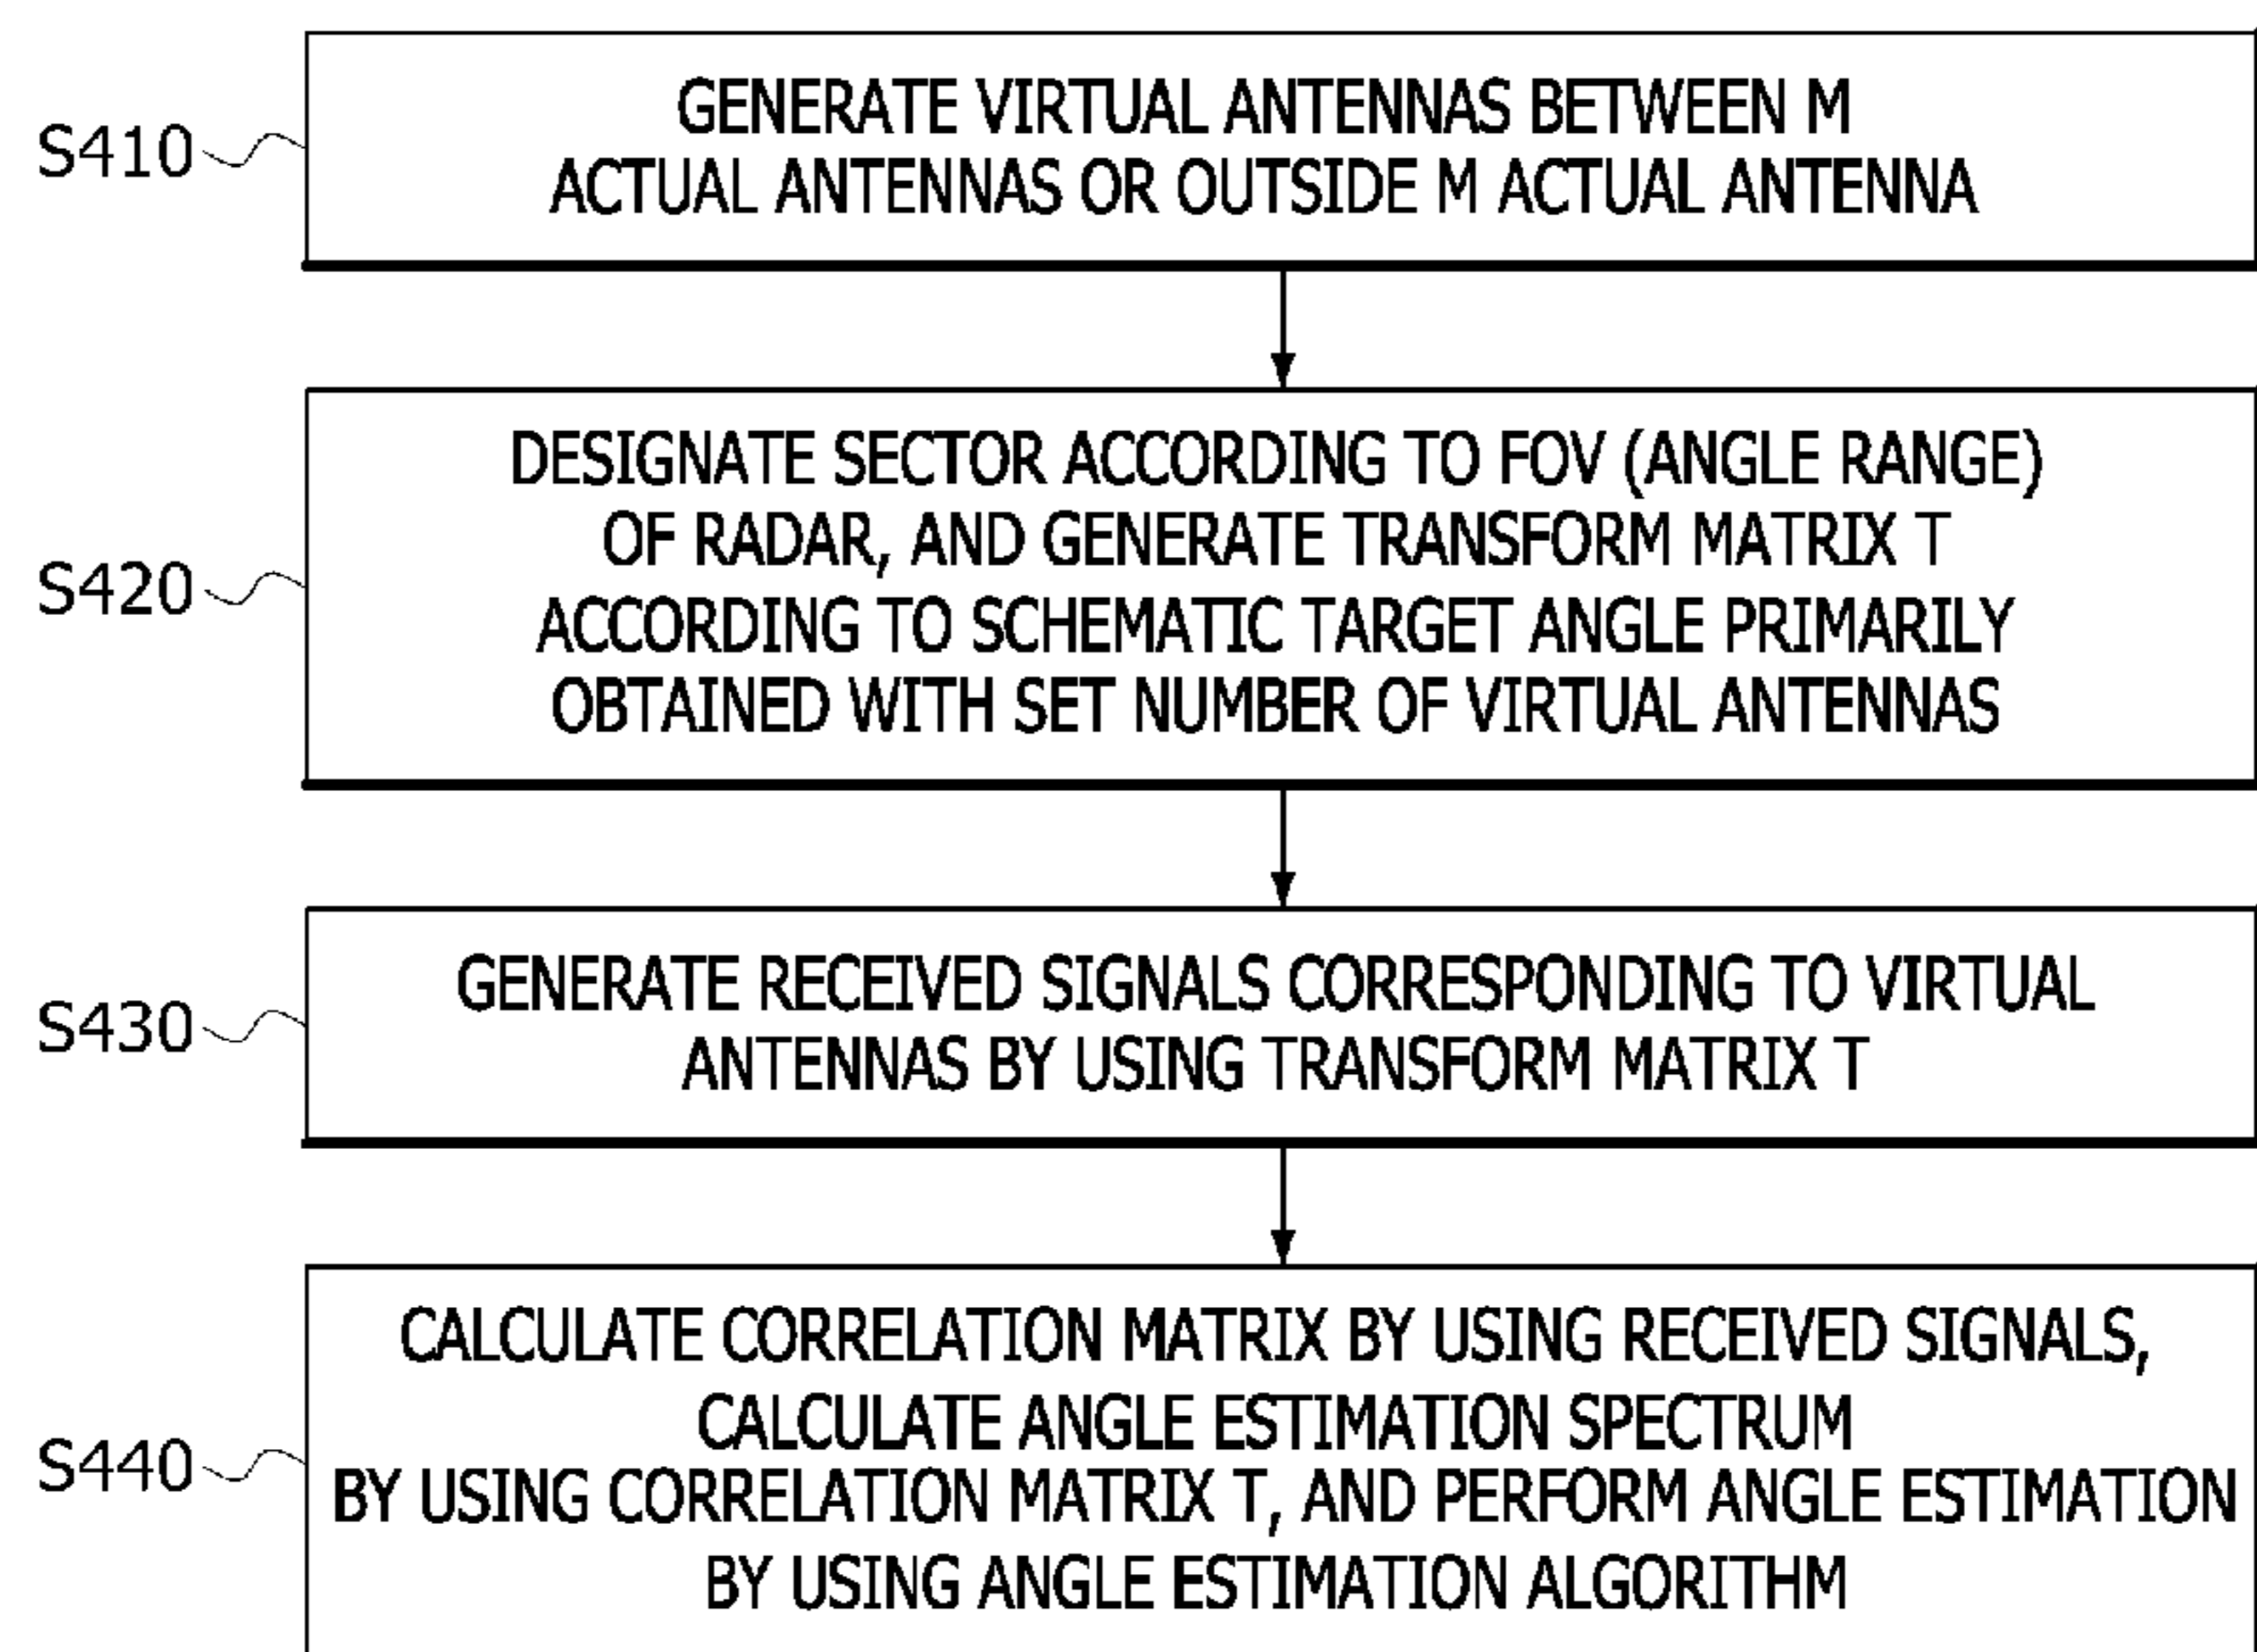 S410
GENERATE VIRTUAL ANTENNAS BETWEEN M
ACTUAL ANTENNAS OR OUTSIDE M ACTUAL ANTENNA
S420
DESIGNATE SECTOR ACCORDING TO FOV (ANGLE RANGE)
OF RADAR, AND GENERATE TRANSFORM MATRIX T
ACCORDING TO SCHEMATIC TARGET ANGLE PRIMARILY
OBTAINED WITH SET NUMBER OF VIRTUAL ANTENNAS
S430
GENERATE RECEIVED SIGNALS CORRESPONDING TO VIRTUAL
ANTENNAS BY USING TRANSFORM MATRIX T
S440
CALCULATE CORRELATION MATRIX BY USING RECEIVED SIGNALS,
CALCULATE ANGLE ESTIMATION SPECTRUM
BY USING CORRELATION MATRIX T, AND PERFORM ANGLE ESTIMATION
BY USING ANGLE ESTIMATION ALGORITHM